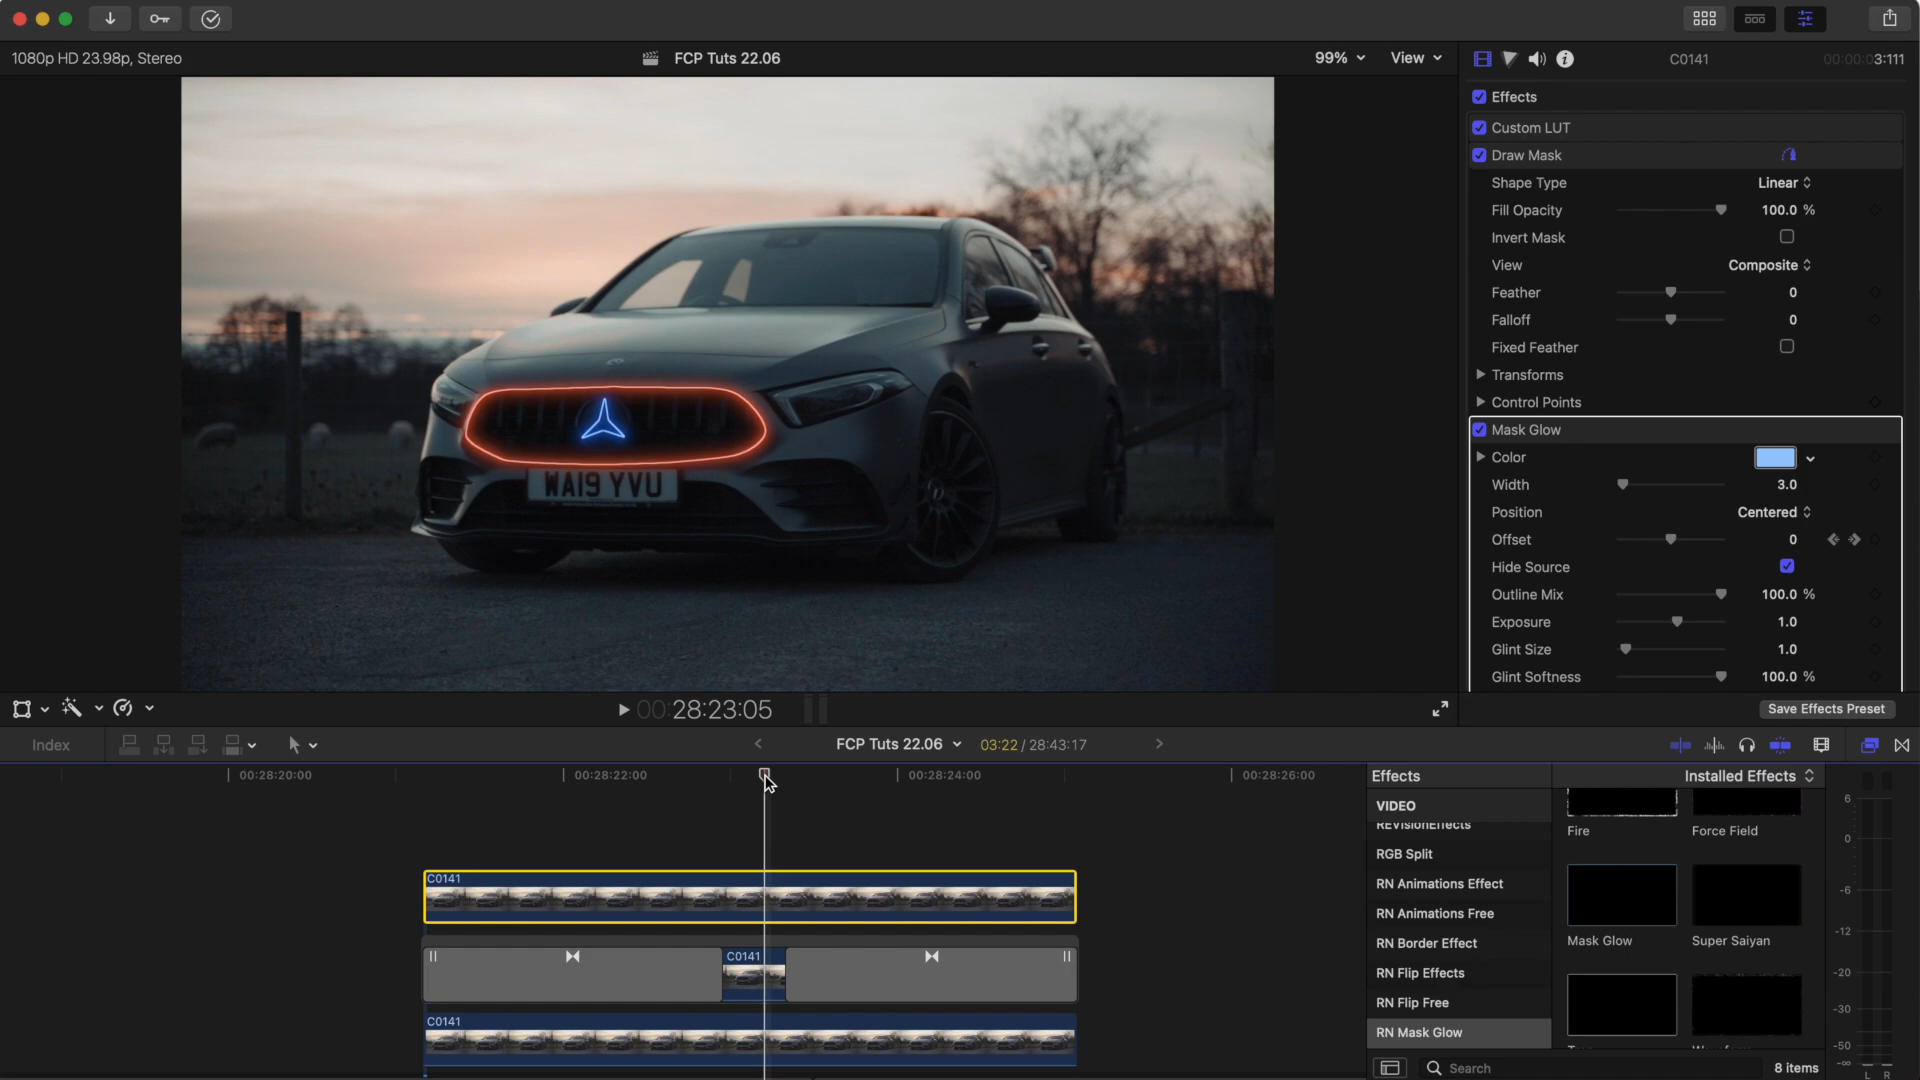 1080p HD 23.98p, Stereo
FCP Tuts 22.06
99%
View
C0141
00:00:03:111
Effects
Custom LUT
Draw Mask
Shape Type
Linear
Fill Opacity
100.0 %
Invert Mask
View
Composite
Feather
0
Falloff
0
Fixed Feather
Transforms
Control Points
Mask Glow
Color
Width
3.0
Position
Centered
Offset
0
Hide Source
Outline Mix
100.0 %
Exposure
1.0
Glint Size
1.0
Glint Softness
100.0 %
WA19 YVU
00:28:23:05
Save Effects Preset
Index
FCP Tuts 22.06
03:22 / 28:43:17
00:28:20:00
00:28:22:00
00:28:24:00
00:28:26:00
C0141
C0141
C0141
Effects
Installed Effects
VIDEO
REVisionEffects
RGB Split
RN Animations Effect
RN Animations Free
RN Border Effect
RN Flip Effects
RN Flip Free
RN Mask Glow
Fire
Force Field
Mask Glow
Super Saiyan
Search
8 items
6
0
-6
-12
-20
-30
-50
-∞
L R